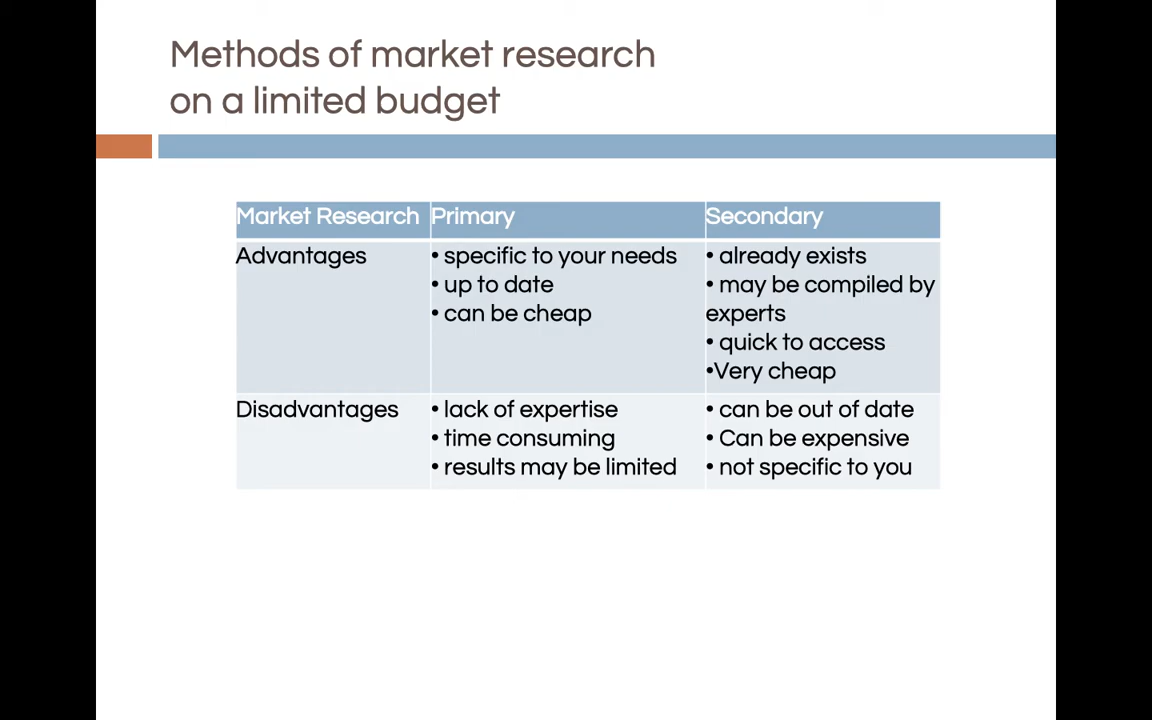 Methods of market research
on a limited budget
Market Research Primary Secondary
Advantages
• specific to your needs
• up to date
• can be cheap
• already exists
• may be compiled by
experts
• quick to access
•Very cheap
Disadvantages
• lack of expertise
• time consuming
• results may be limited
• can be out of date
• Can be expensive
• not specific to you